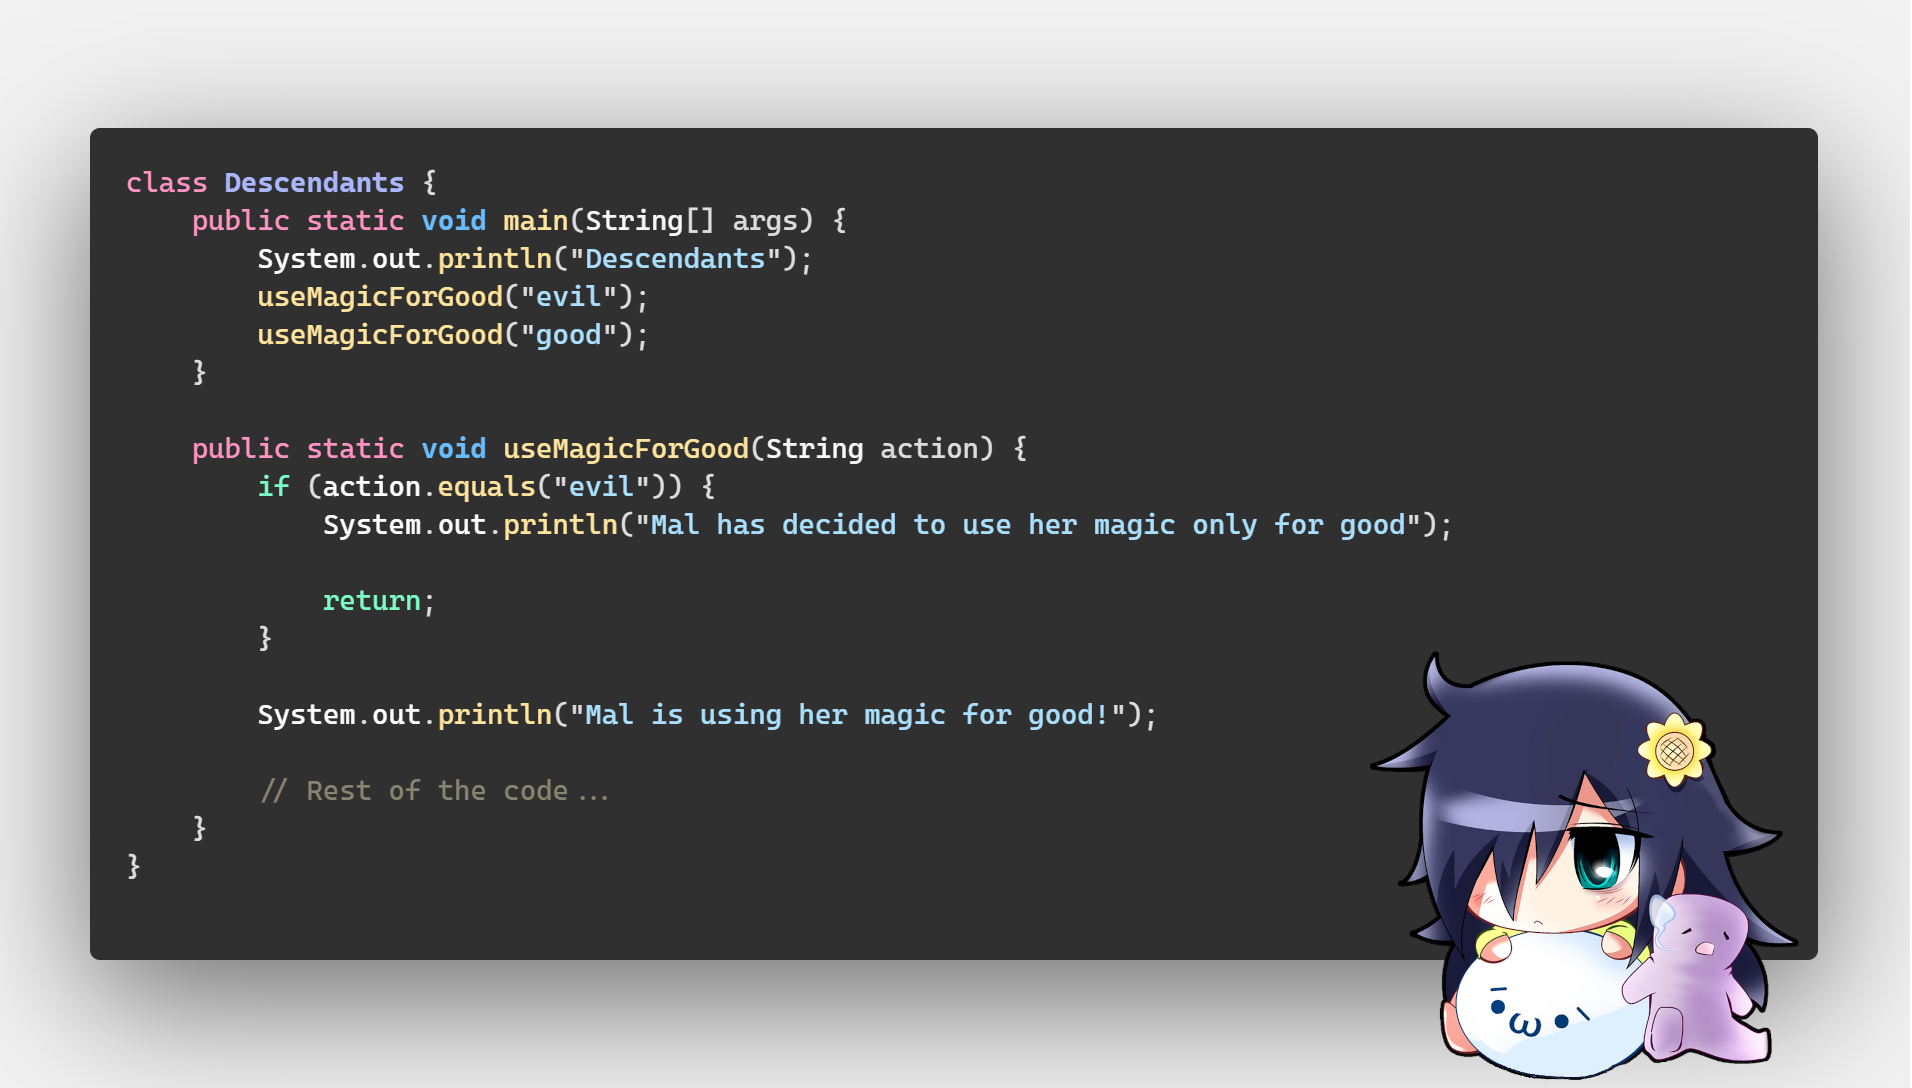 class Descendants {
    public static void main(String[] args) {
        System.out.println("Descendants");
        useMagicForGood("evil");
        useMagicForGood("good");
    }
    public static void useMagicForGood(String action) {
        if (action.equals("evil")) {
            System.out.println("Mal has decided to use her magic only for good");
            return;
        }
        System.out.println("Mal is using her magic for good!");
        // Rest of the code...
    }
}